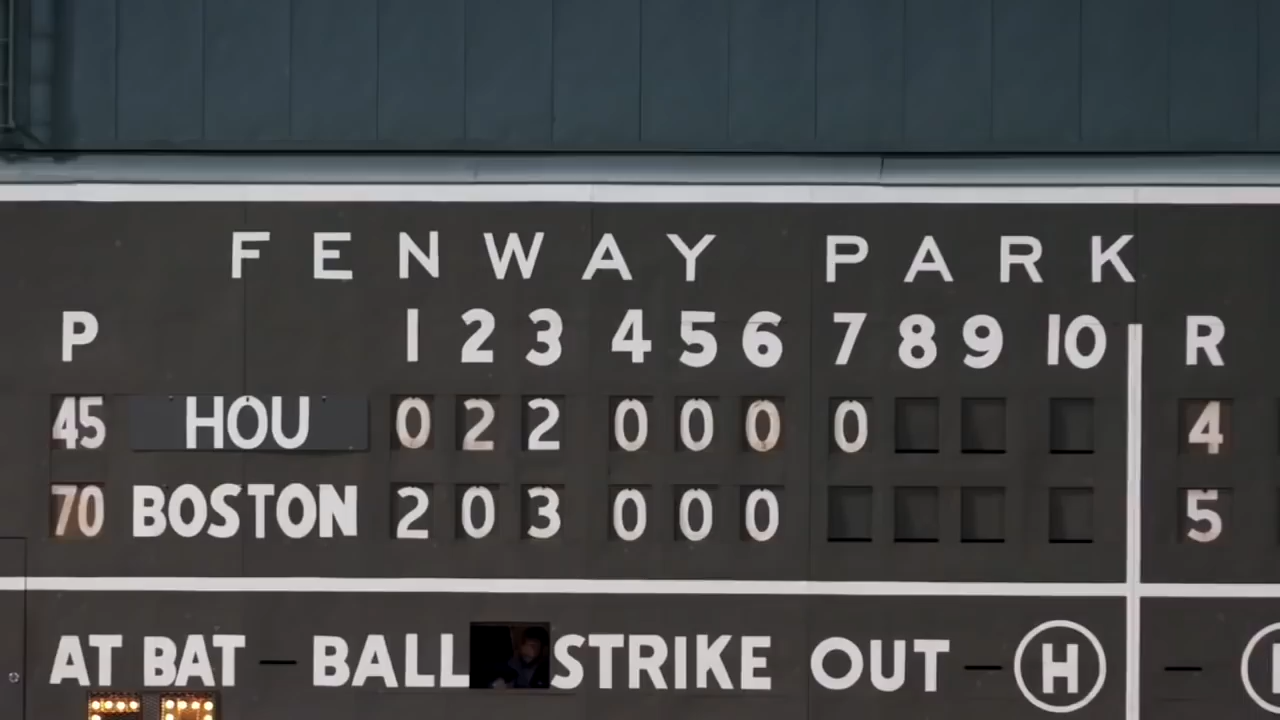 FENWAY PARK
P 1 2 3 4 5 6 7 8 9 10 R
45 HOU 0 2 2 0 0 0 0 4
70 BOSTON 2 0 3 0 0 0 5
AT BAT BALL STRIKE OUT H